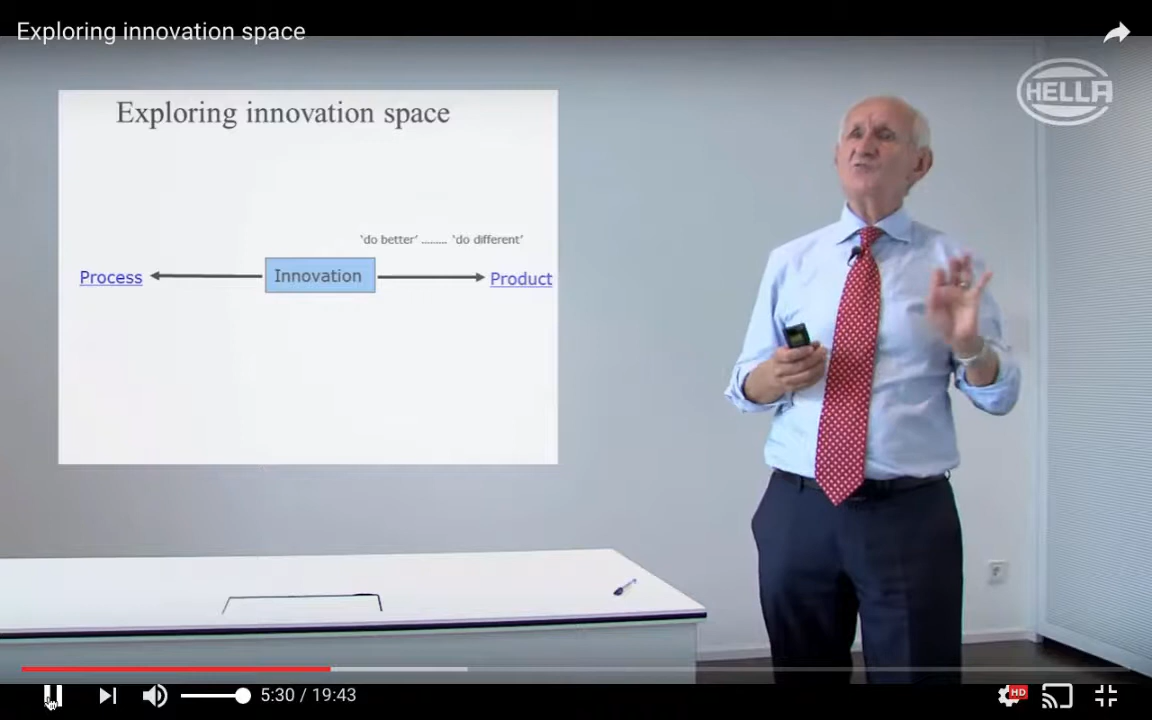 Exploring innovation space
HELLA
Exploring innovation space
'do better' ......... 'do different'
Process
Innovation
Product
5:30 / 19:43
HD